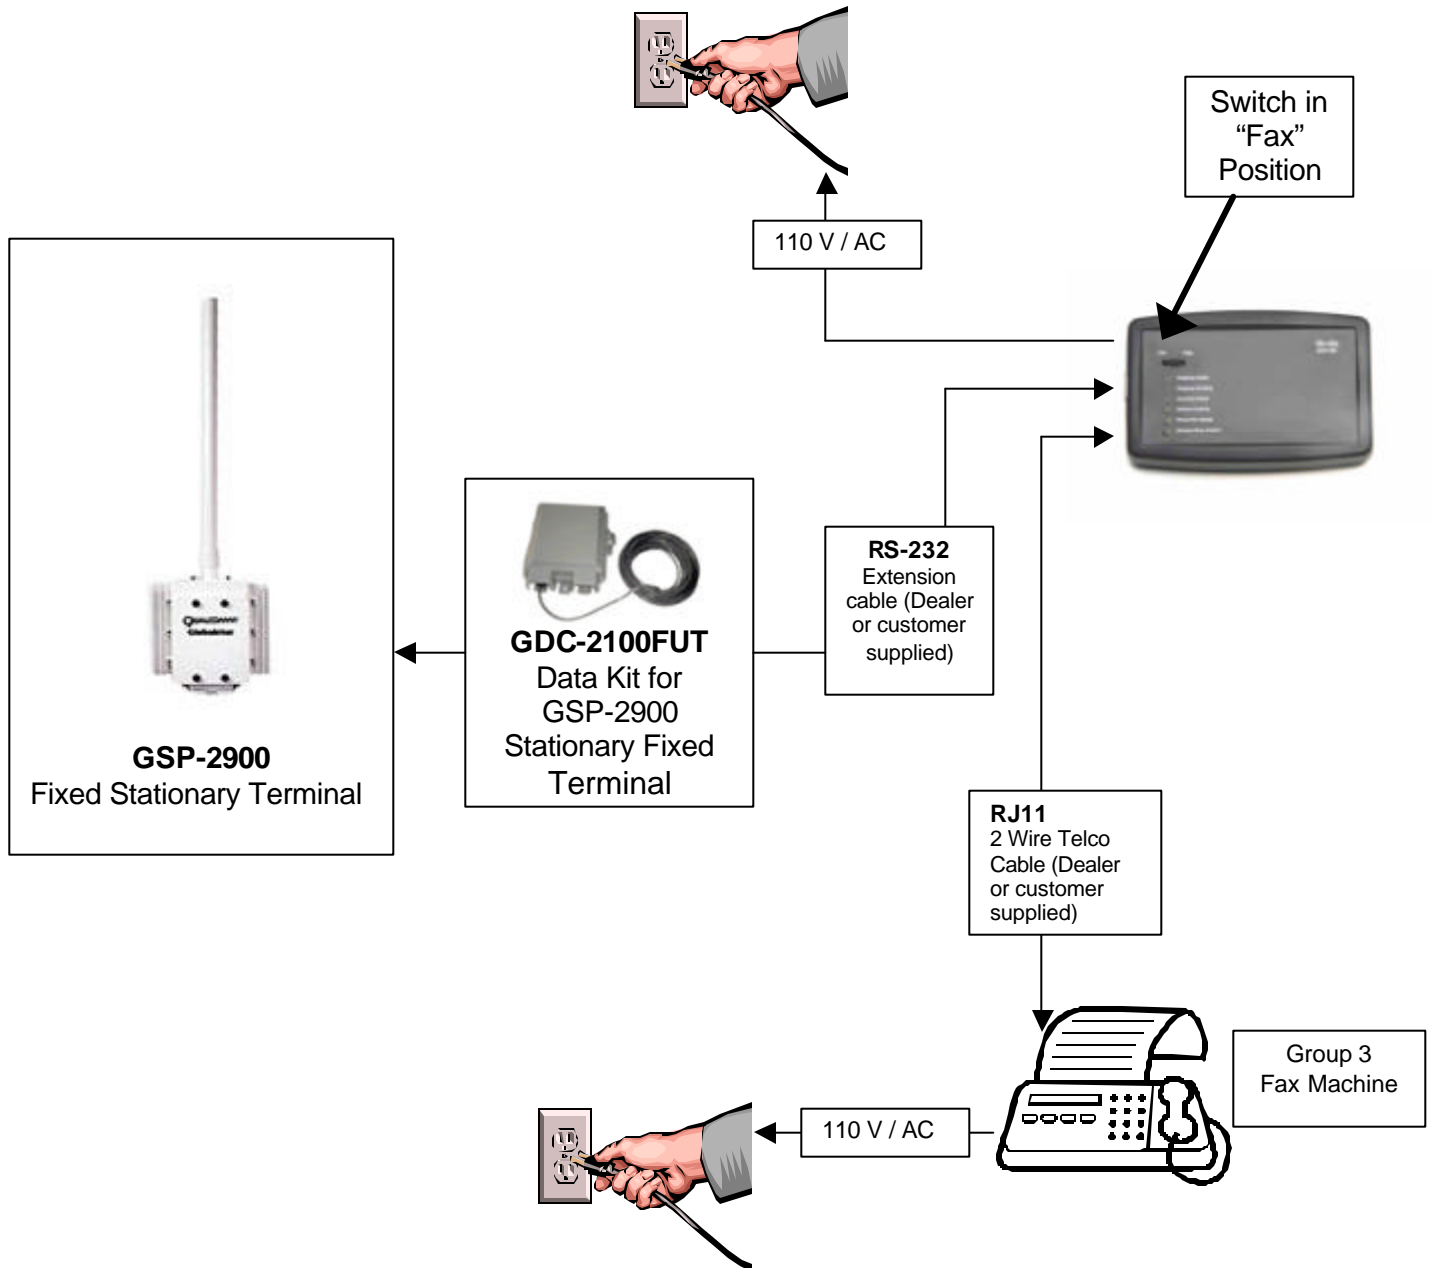 Switch in
“Fax”
Position
110 V / AC
GSP-2900
Fixed Stationary Terminal
GDC-2100FUT
Data Kit for
GSP-2900
Stationary Fixed
Terminal
RS-232
Extension
cable (Dealer
or customer
supplied)
RJ11
2 Wire Telco
Cable (Dealer
or customer
supplied)
Group 3
Fax Machine
110 V / AC